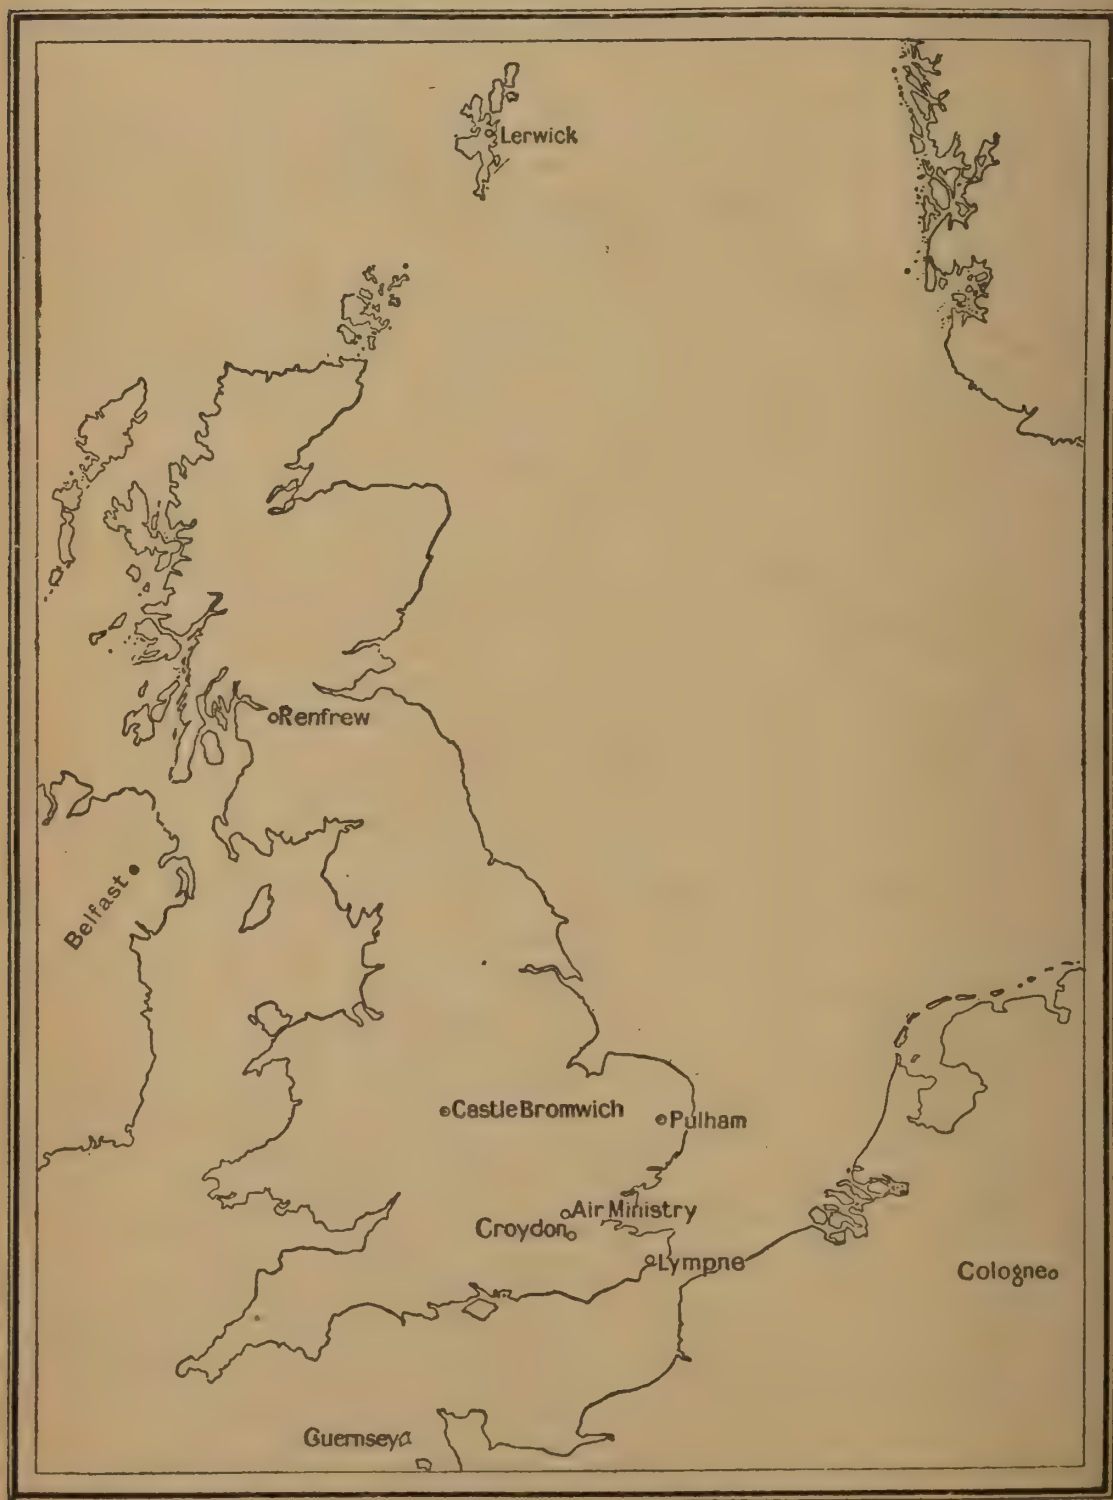 Lerwick
Renfrew
Belfast
Castle Bromwich
Pulham
Air Ministry
Croydon
Lympne
Cologne
Guernsey